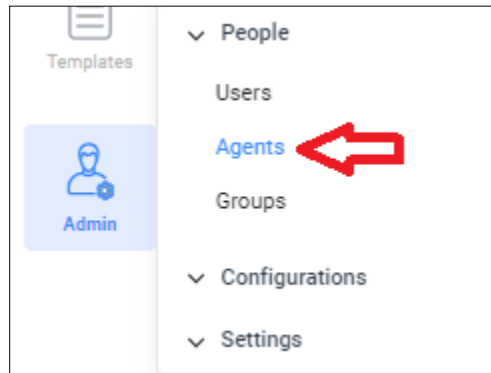 Templates
Admin
People
Users
Agents
Groups
Configurations
Settings